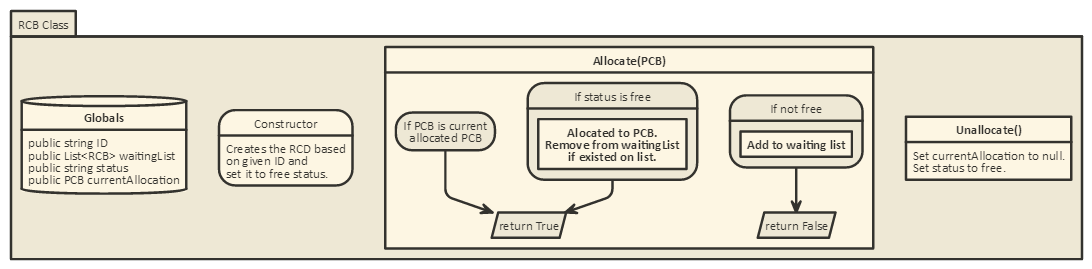 RCB Class
Globals
public string ID
public List<RCB> waitingList
public string status
public PCB currentAllocation
Constructor
Creates the RCD based
on given ID and
set it to free status.
Allocate(PCB)
If PCB is current
allocated PCB
If status is free
Alocated to PCB.
Remove from waitingList
if existed on list.
If not free
Add to waiting list
return True
return False
Unallocate()
Set currentAllocation to null.
Set status to free.